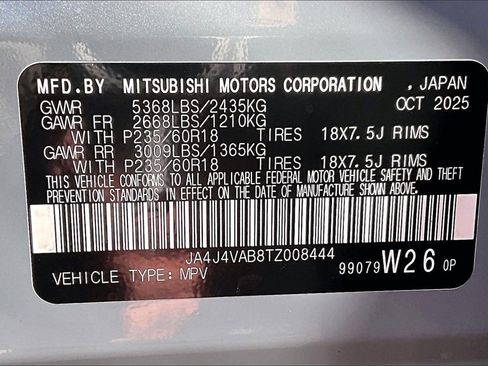 MFD.BY MITSUBISHI MOTORS CORPORATION , JAPAN
GVWR 5368LBS/2435KG OCT 2025
GAWR FR 2668LBS/1210KG
WITH P235/60R18 TIRES 18X7.5J RIMS
GAWR RR 3009LBS/1365KG
WITH P235/60R18 TIRES 18X7.5J RIMS
THIS VEHICLE CONFORMS TO ALL APPLICABLE FEDERAL MOTOR VEHICLE SAFETY AND THEFT
PREVENTION STANDARDS IN EFFECT ON THE DATE OF MANUFACTURE SHOWN ABOVE.
JA4J4VAB8TZ008444
VEHICLE TYPE: MPV 99079 W26 0P